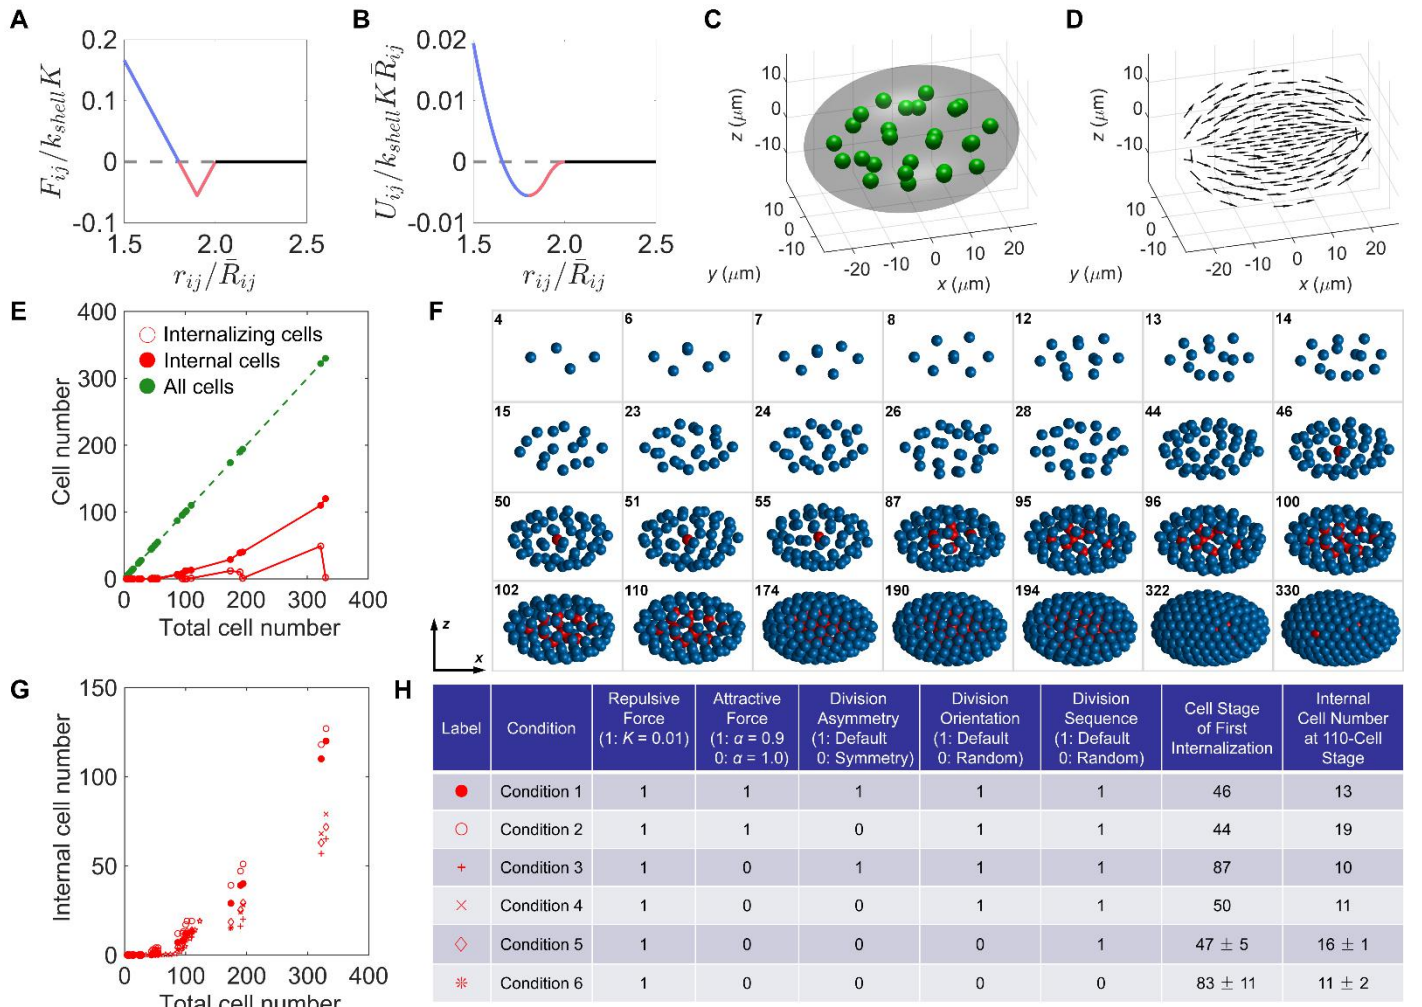 A
B
C
D
F_ij/k_shell K
0.2
0.1
0
-0.1
1.5
2.0
2.5
r_ij/R̄_ij
U_ij/k_shell K R̄_ij
0.02
0.01
0
-0.01
1.5
2.0
2.5
r_ij/R̄_ij
z (μm)
10
0
-10
10
0
-10
y (μm)
-20
-10
0
10
20
x (μm)
z (μm)
10
0
-10
10
0
-10
y (μm)
-20
-10
0
10
20
x (μm)
E
Cell number
400
300
200
100
0
Internalizing cells
Internal cells
All cells
0
100
200
300
400
Total cell number
F
4
6
7
8
12
13
14
15
23
24
26
28
44
46
50
51
55
87
95
96
100
102
110
174
190
194
322
330
z
x
G
Internal cell number
150
100
50
0
0
100
200
300
400
Total cell number
H
Label
Condition
Repulsive
Force
(1: K = 0.01)
Attractive
Force
(1: α = 0.9
0: α = 1.0)
Division
Asymmetry
(1: Default
0: Symmetry)
Division
Orientation
(1: Default
0: Random)
Division
Sequence
(1: Default
0: Random)
Cell Stage
of First
Internalization
Internal
Cell Number
at 110-Cell
Stage
Condition 1 1 1 1 1 1 46 13
Condition 2 1 1 0 1 1 44 19
Condition 3 1 0 1 1 1 87 10
Condition 4 1 0 0 1 1 50 11
Condition 5 1 0 0 0 1 47 ± 5 16 ± 1
Condition 6 1 0 0 0 0 83 ± 11 11 ± 2